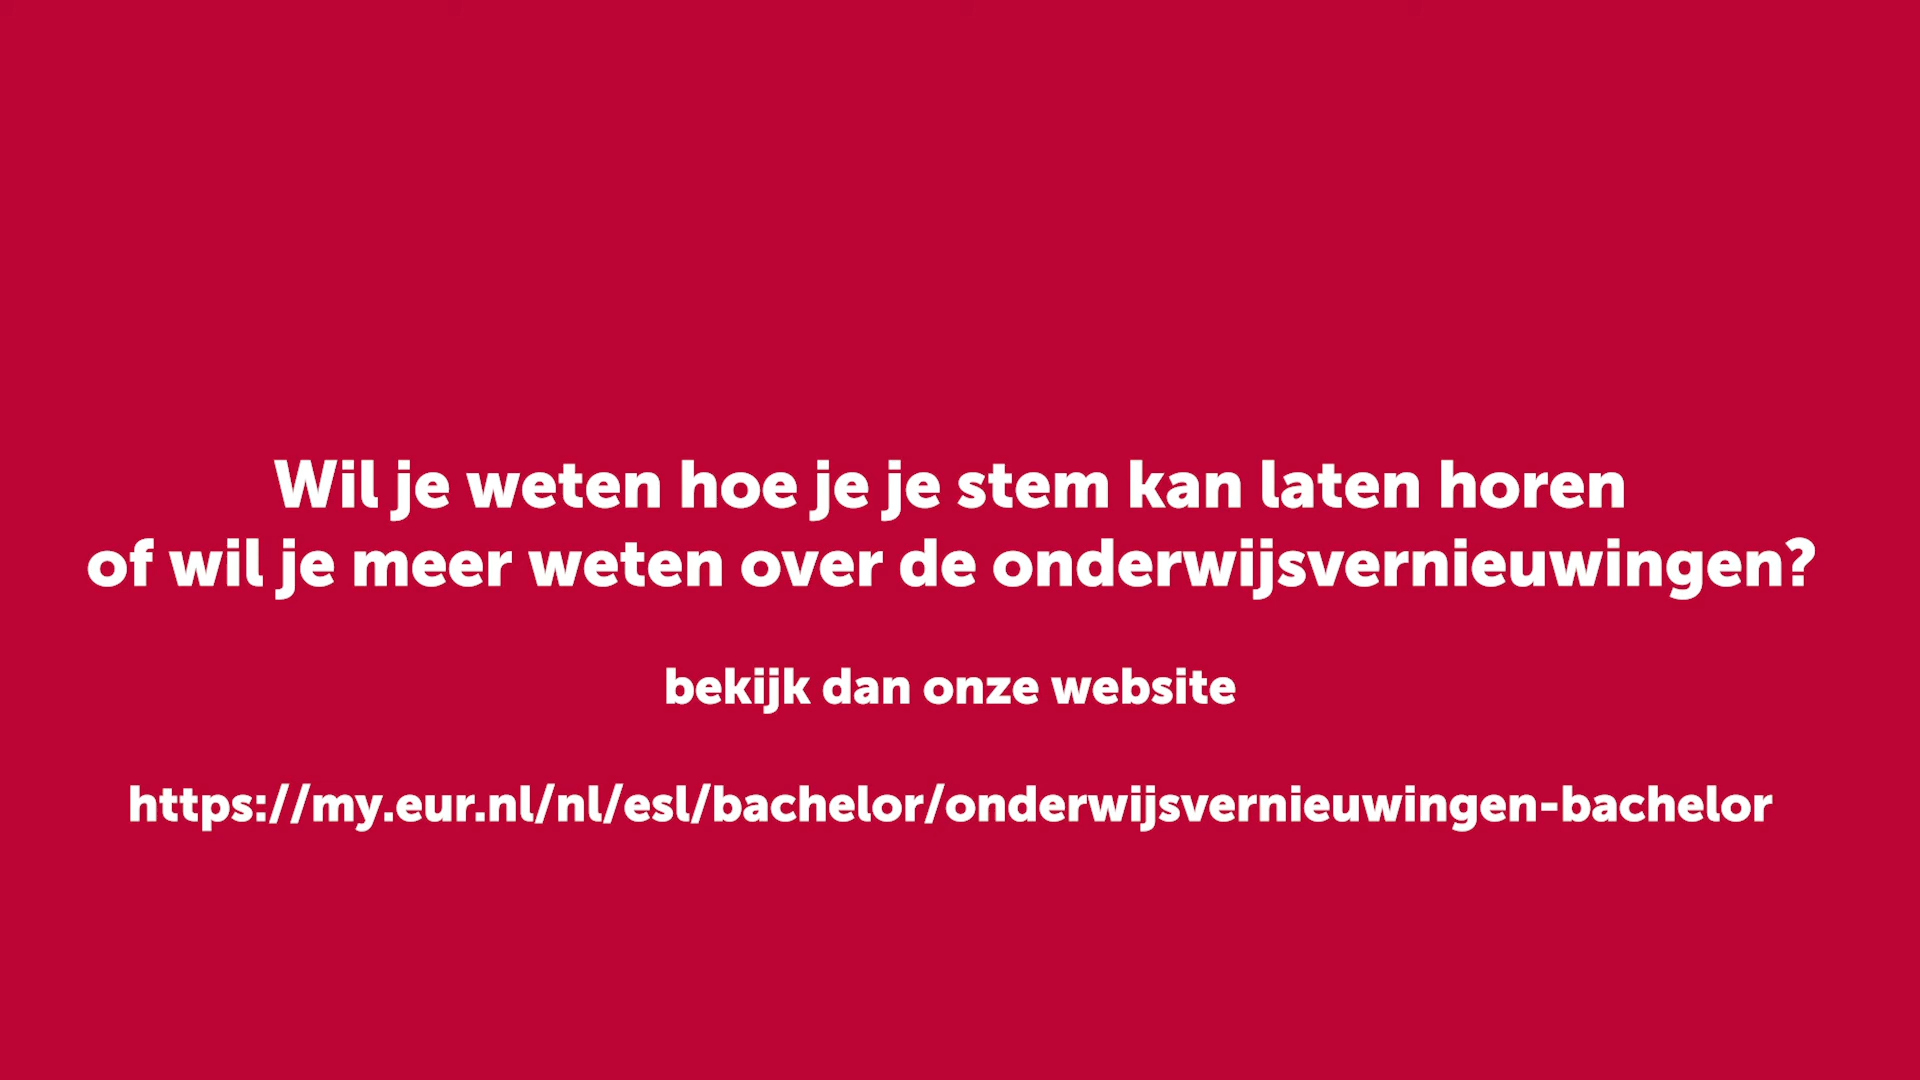 Wil je weten hoe je je stem kan laten horen
of wil je meer weten over de onderwijsvernieuwingen?
bekijk dan onze website
https://my.eur.nl/nl/esl/bachelor/onderwijsvernieuwingen-bachelor